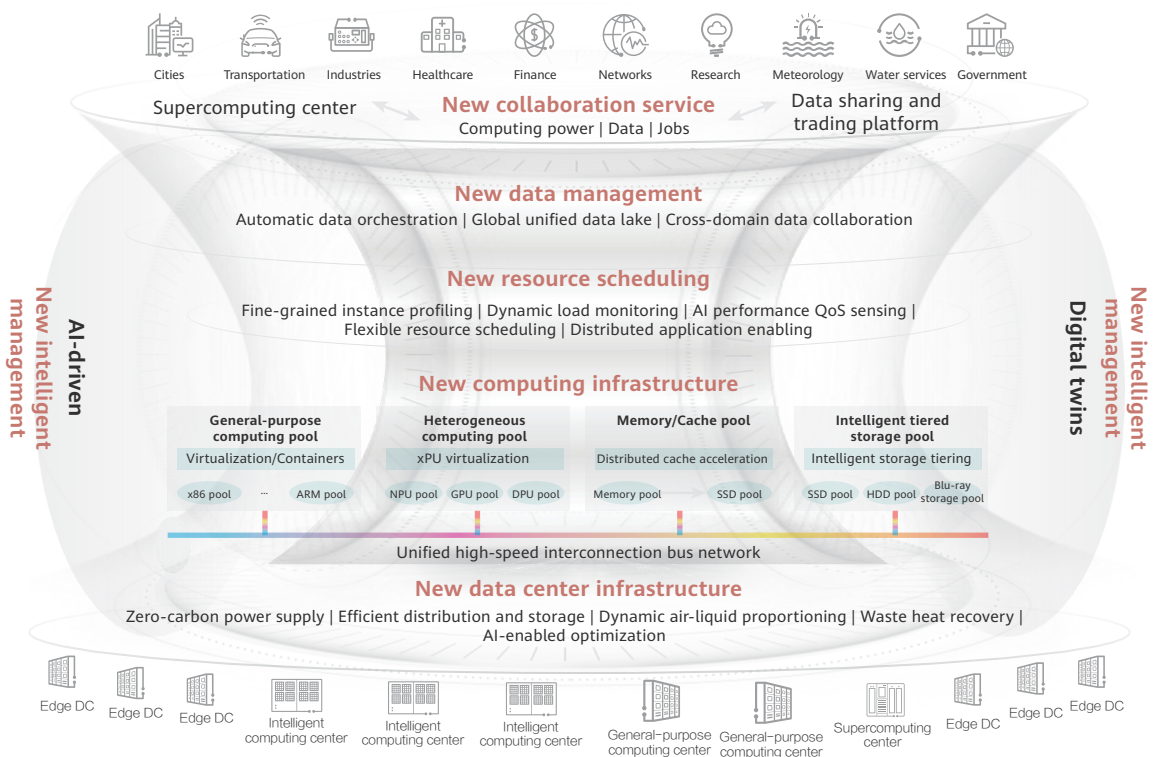 Cities
Transportation
Industries
Healthcare
Finance
Networks
Research
Meteorology
Water services
Government
Supercomputing center
New collaboration service
Computing power | Data | Jobs
Data sharing and
trading platform
New data management
Automatic data orchestration | Global unified data lake | Cross-domain data collaboration
New resource scheduling
Fine-grained instance profiling | Dynamic load monitoring | AI performance QoS sensing |
Flexible resource scheduling | Distributed application enabling
New intelligent
management
AI-driven
Digital twins
New intelligent
management
New computing infrastructure
General-purpose
computing pool
Virtualization/Containers
x86 pool
...
ARM pool
Heterogeneous
computing pool
xPU virtualization
NPU pool
GPU pool
DPU pool
Memory/Cache pool
Distributed cache acceleration
Memory pool
SSD pool
Intelligent tiered
storage pool
Intelligent storage tiering
SSD pool
HDD pool
Blu-ray
storage pool
Unified high-speed interconnection bus network
New data center infrastructure
Zero-carbon power supply | Efficient distribution and storage | Dynamic air-liquid proportioning | Waste heat recovery |
AI-enabled optimization
Edge DC
Edge DC
Edge DC
Intelligent
computing center
Intelligent
computing center
Intelligent
computing center
General-purpose
computing center
General-purpose
computing center
Supercomputing
center
Edge DC
Edge DC
Edge DC